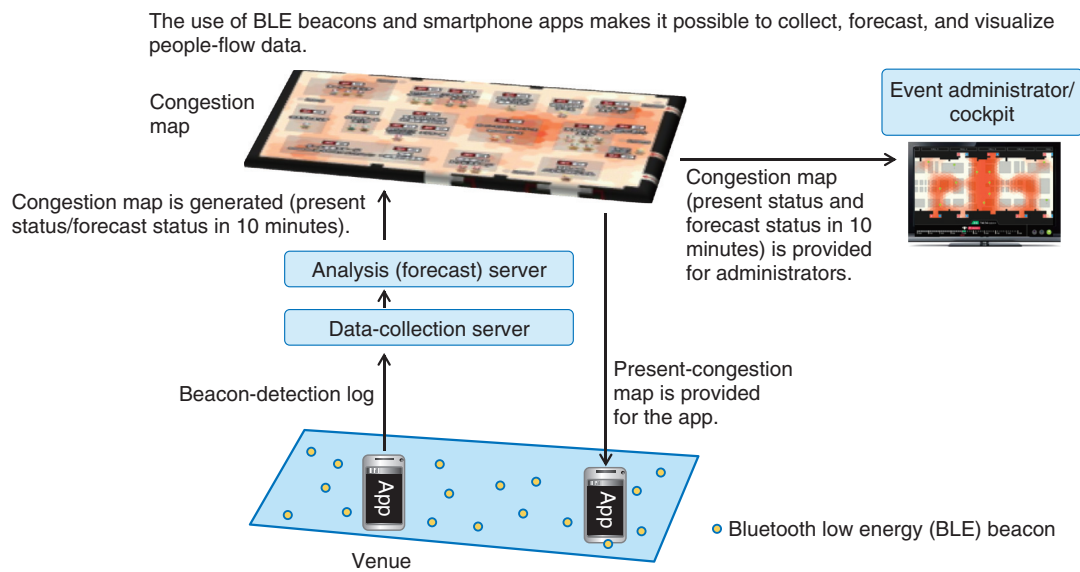 The use of BLE beacons and smartphone apps makes it possible to collect, forecast, and visualize
people-flow data.
Congestion
map
Event administrator/
cockpit
Congestion map is generated (present
status/forecast status in 10 minutes).
Congestion map
(present status and
forecast status in 10
minutes) is provided
for administrators.
Analysis (forecast) server
Data-collection server
Beacon-detection log
Present-congestion
map is provided
for the app.
App
App
Bluetooth low energy (BLE) beacon
Venue